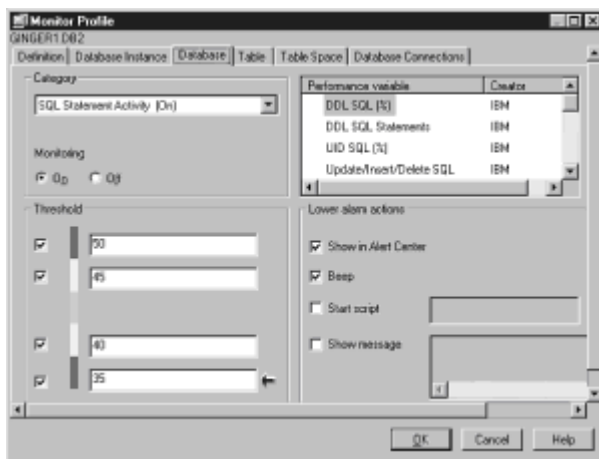 Monitor Profile
GINGER1 DB2
Definition Database Instance Database Table Table Space Database Connections
Category
SQL Statement Activity (On)
Monitoring
On Off
Performance variable Creator
DDL SQL (%) IBM
DDL SQL Statements IBM
UID SQL (%) IBM
Update/Insert/Delete SQL IBM
Threshold
50
45
40
35
Lower alarm actions
Show in Alert Center
Beep
Start script
Show message
OK Cancel Help